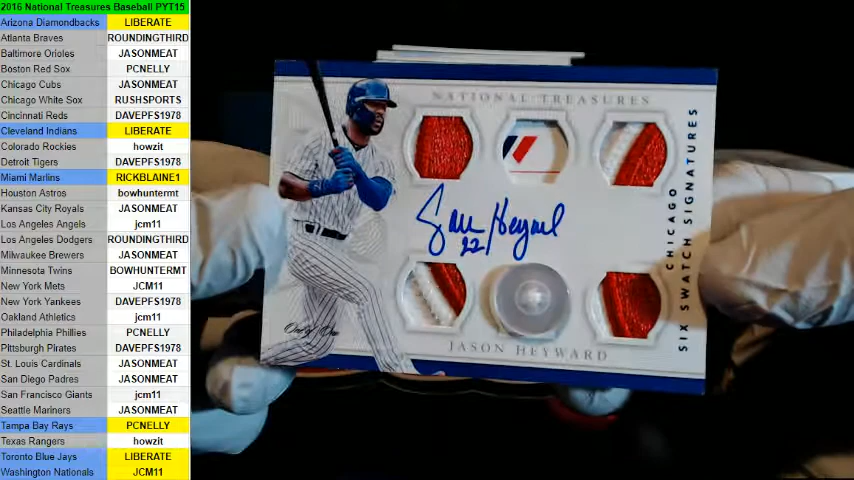 2016 National Treasures Baseball PYT15
Arizona Diamondbacks LIBERATE
Atlanta Braves ROUNDINGTHIRD
Baltimore Orioles JASONMEAT
Boston Red Sox PCNELLY
Chicago Cubs JASONMEAT
Chicago White Sox RUSHSPORTS
Cincinnati Reds DAVEPFS1978
Cleveland Indians LIBERATE
Colorado Rockies howzit
Detroit Tigers DAVEPFS1978
Miami Marlins RICKBLAINE1
Houston Astros bowhuntermt
Kansas City Royals JASONMEAT
Los Angeles Angels jcm11
Los Angeles Dodgers ROUNDINGTHIRD
Milwaukee Brewers JASONMEAT
Minnesota Twins BOWHUNTERMT
New York Mets JCM11
New York Yankees DAVEPFS1978
Oakland Athletics jcm11
Philadelphia Phillies PCNELLY
Pittsburgh Pirates DAVEPFS1978
St. Louis Cardinals JASONMEAT
San Diego Padres JASONMEAT
San Francisco Giants jcm11
Seattle Mariners JASONMEAT
Tampa Bay Rays PCNELLY
Texas Rangers howzit
Toronto Blue Jays LIBERATE
Washington Nationals JCM11
NATIONAL TREASURES
Jason Heyward
22
One of One
JASON HEYWARD
CHICAGO
SIX SWATCH SIGNATURES